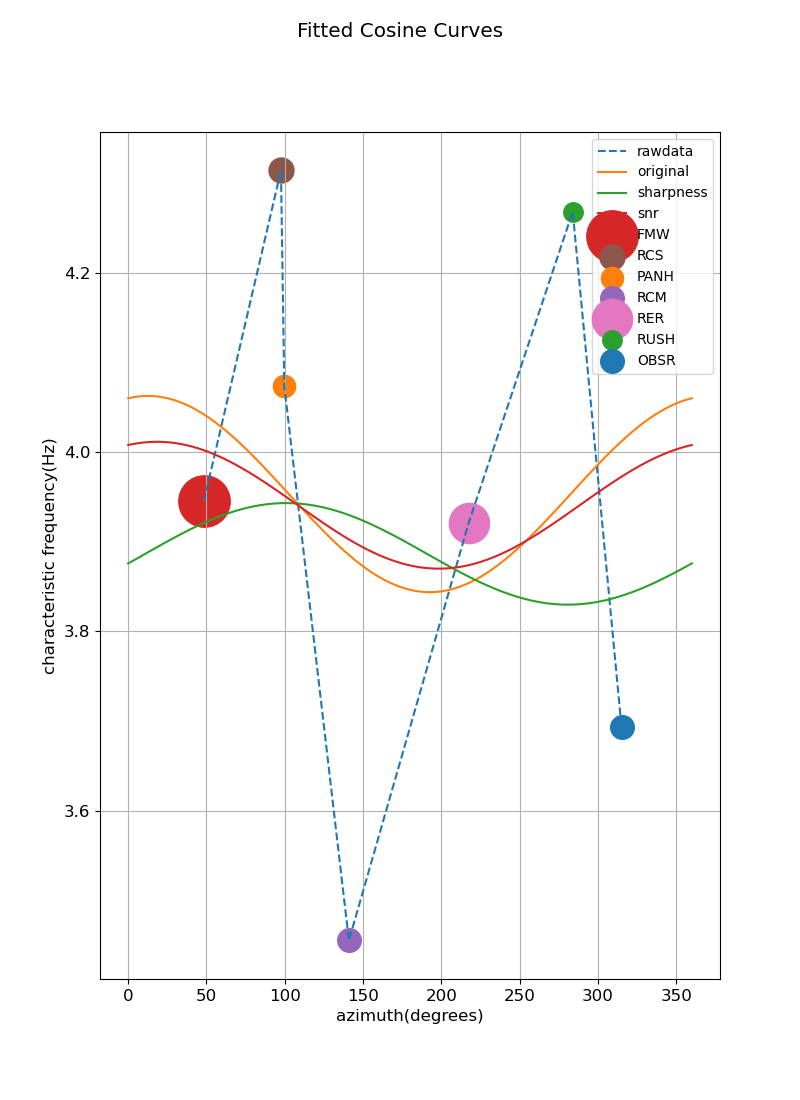 Fitted Cosine Curves
rawdata
original
sharpness
snr
FMW
RCS
PANH
RCM
RER
RUSH
OBSR
characteristic frequency(Hz)
4.2
4.0
3.8
3.6
0 50 100 150 200 250 300 350
azimuth(degrees)